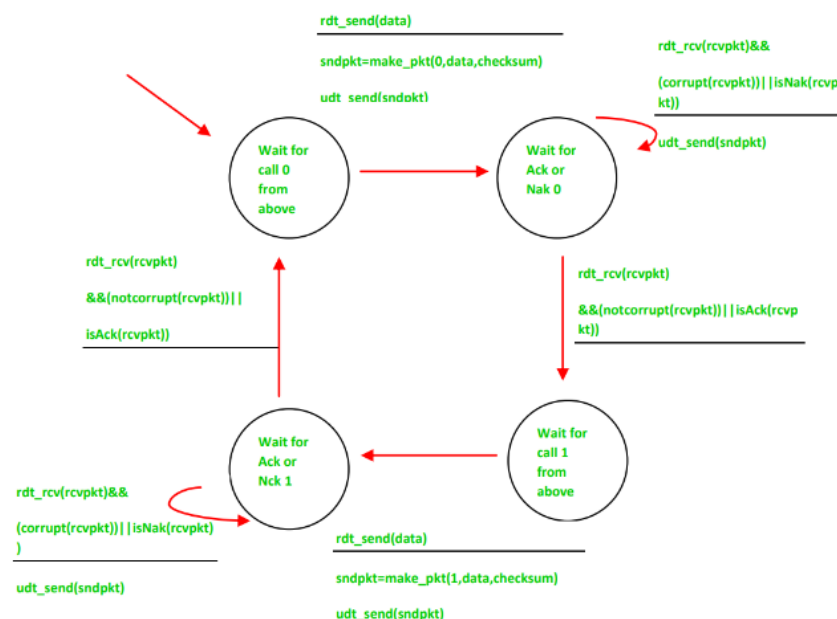 rdt_send(data)
sndpkt=make_pkt(0,data,checksum)
udt_send(sndpkt)
rdt_rcv(rcvpkt)&&
(corrupt(rcvpkt))||isNak(rcvp
kt))
udt_send(sndpkt)
Wait for
call 0
from
above
Wait for
Ack or
Nak 0
rdt_rcv(rcvpkt)
&&(notcorrupt(rcvpkt))||
isAck(rcvpkt))
rdt_rcv(rcvpkt)
&&(notcorrupt(rcvpkt))||isAck(rcvp
kt))
Wait for
Ack or
Nck 1
Wait for
call 1
from
above
rdt_rcv(rcvpkt)&&
(corrupt(rcvpkt))||isNak(rcvpkt)
)
udt_send(sndpkt)
rdt_send(data)
sndpkt=make_pkt(1,data,checksum)
udt_send(sndpkt)